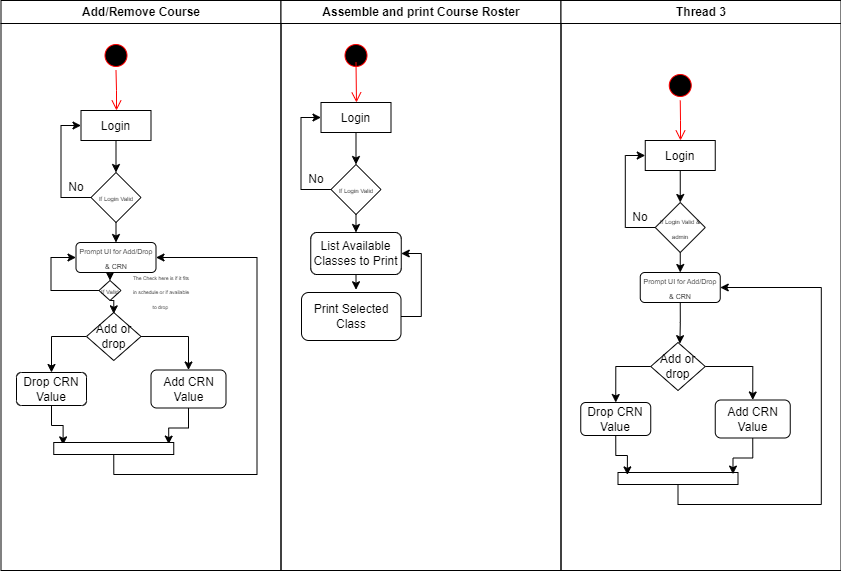 Add/Remove Course
Assemble and print Course Roster
Thread 3
Login
No
If Login Valid
Prompt UI for Add/Drop
& CRN
If Valid
The Check here is if it fits
in schedule or if available
to drop
Add or
drop
Drop CRN
Value
Add CRN
Value
Login
No
If Login Valid
List Available
Classes to Print
Print Selected
Class
Login
No
If Login Valid &
admin
Prompt UI for Add/Drop
& CRN
Add or
drop
Drop CRN
Value
Add CRN
Value